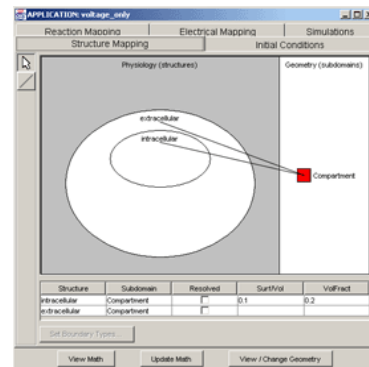 APPLICATION: voltage_only
Reaction Mapping Electrical Mapping Simulations
Structure Mapping Initial Conditions
Physiology (structures) Geometry (subdomains)
extracellular
intracellular
Compartment
Structure Subdomain Resolved Surf/Vol VolFract
intracellular Compartment 0.1 0.2
extracellular Compartment
Set Boundary Types...
View Math Update Math View / Change Geometry